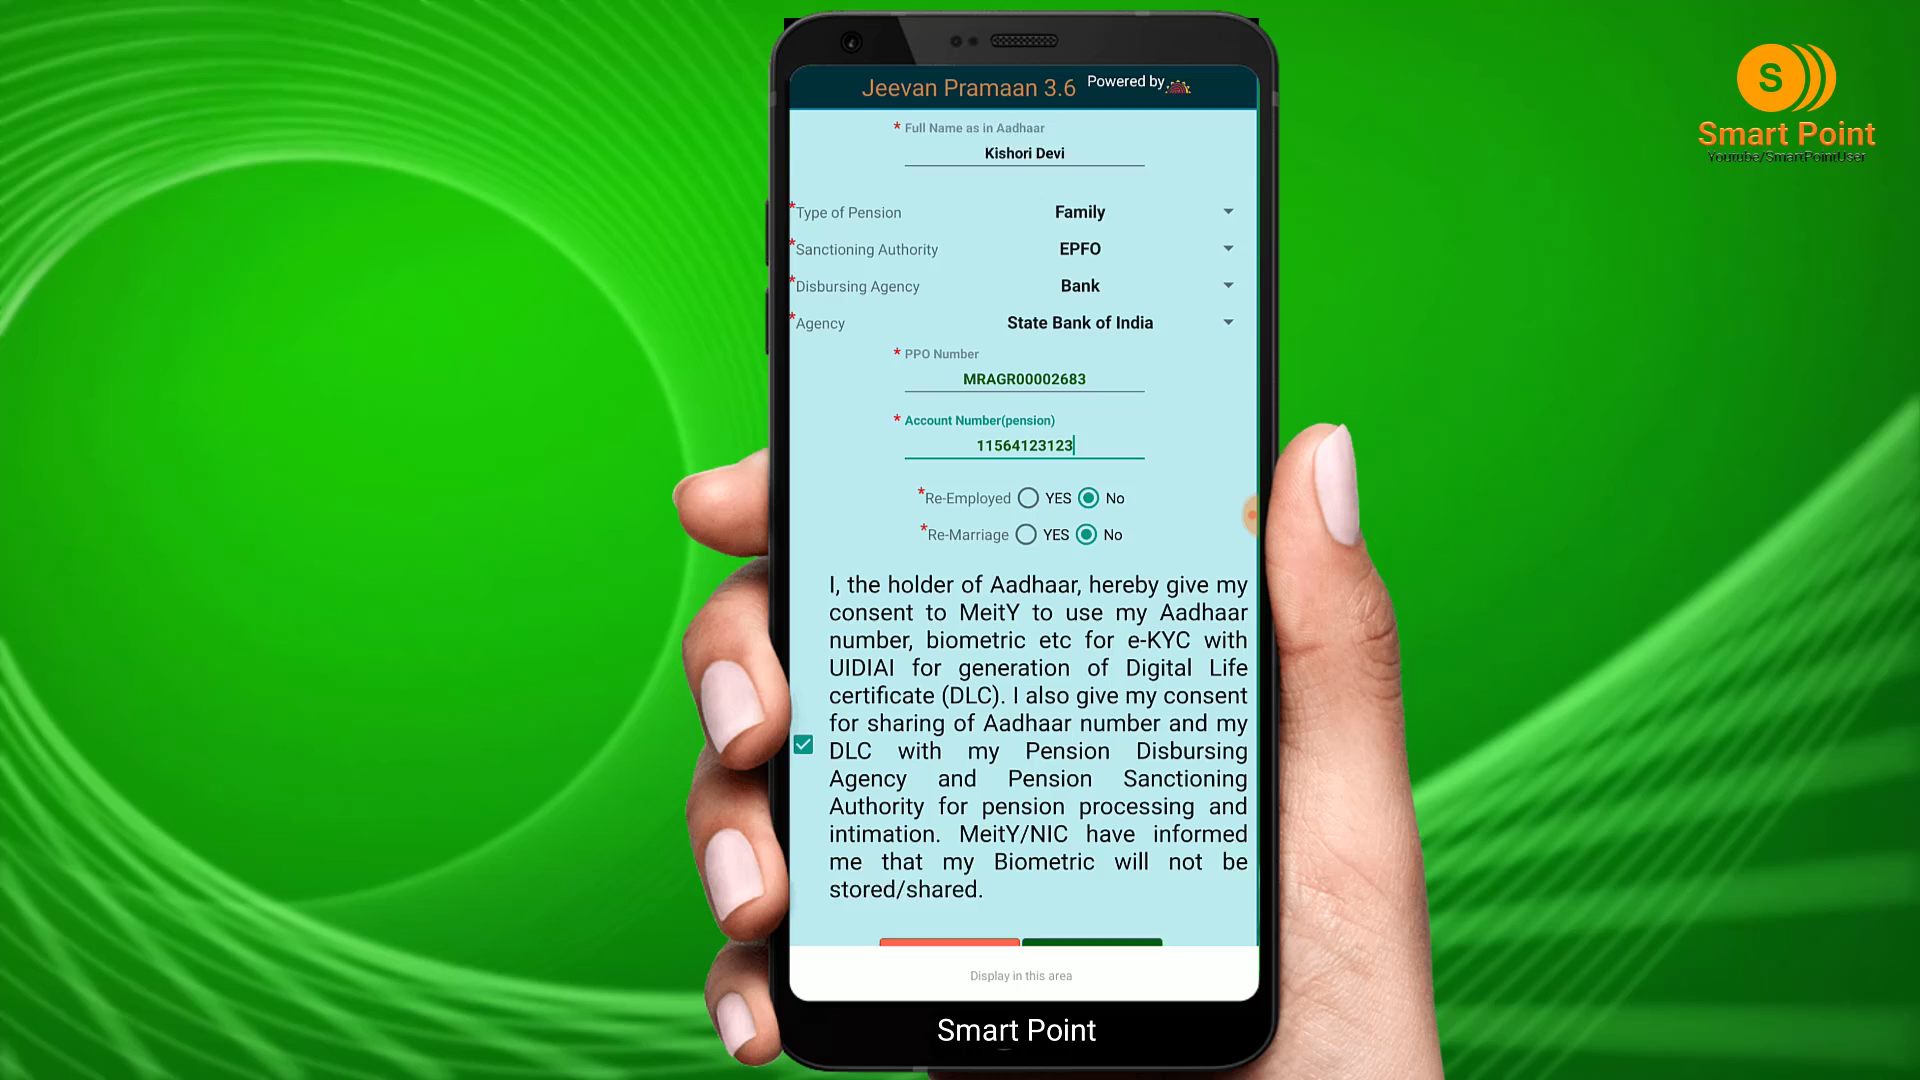 Jeevan Pramaan 3.6 Powered by
S
Smart Point
Youtube/SmartPointUser
* Full Name as in Aadhaar
Kishori Devi
*Type of Pension Family
*Sanctioning Authority EPFO
*Disbursing Agency Bank
*Agency State Bank of India
* PPO Number
MRAGR00002683
* Account Number(pension)
11564123123
*Re-Employed YES No
*Re-Marriage YES No
I, the holder of Aadhaar, hereby give my
consent to MeitY to use my Aadhaar
number, biometric etc for e-KYC with
UIDIAI for generation of Digital Life
certificate (DLC). I also give my consent
for sharing of Aadhaar number and my
DLC with my Pension Disbursing
Agency and Pension Sanctioning
Authority for pension processing and
intimation. MeitY/NIC have informed
me that my Biometric will not be
stored/shared.
Display in this area
Smart Point